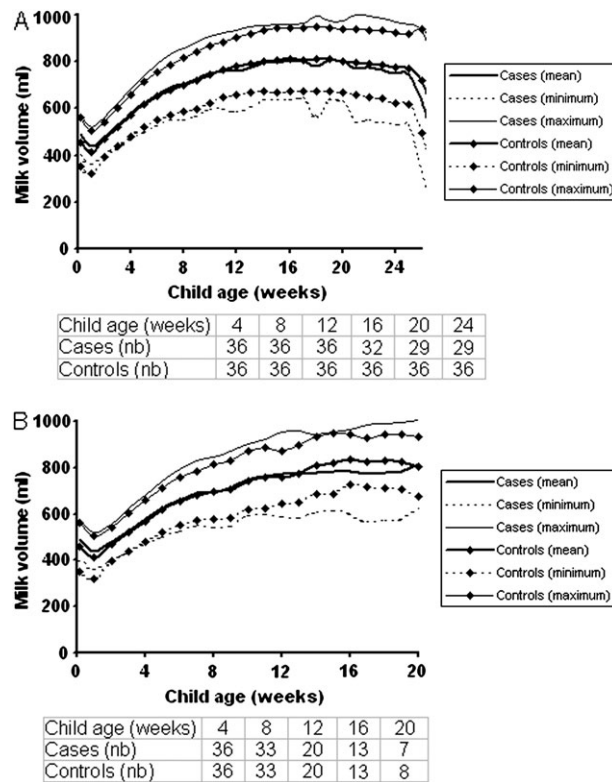 A
1000
800
600
400
200
0
Milk volume (ml)
0 4 8 12 16 20 24
Child age (weeks)
Cases (mean)
Cases (minimum)
Cases (maximum)
Controls (mean)
Controls (minimum)
Controls (maximum)
Child age (weeks) 4 8 12 16 20 24
Cases (nb) 36 36 36 32 29 29
Controls (nb) 36 36 36 36 36 36
B
1000
800
600
400
200
0
Milk volume (ml)
0 4 8 12 16 20
Child age (weeks)
Cases (mean)
Cases (minimum)
Cases (maximum)
Controls (mean)
Controls (minimum)
Controls (maximum)
Child age (weeks) 4 8 12 16 20
Cases (nb) 36 33 20 13 7
Controls (nb) 36 33 20 13 8